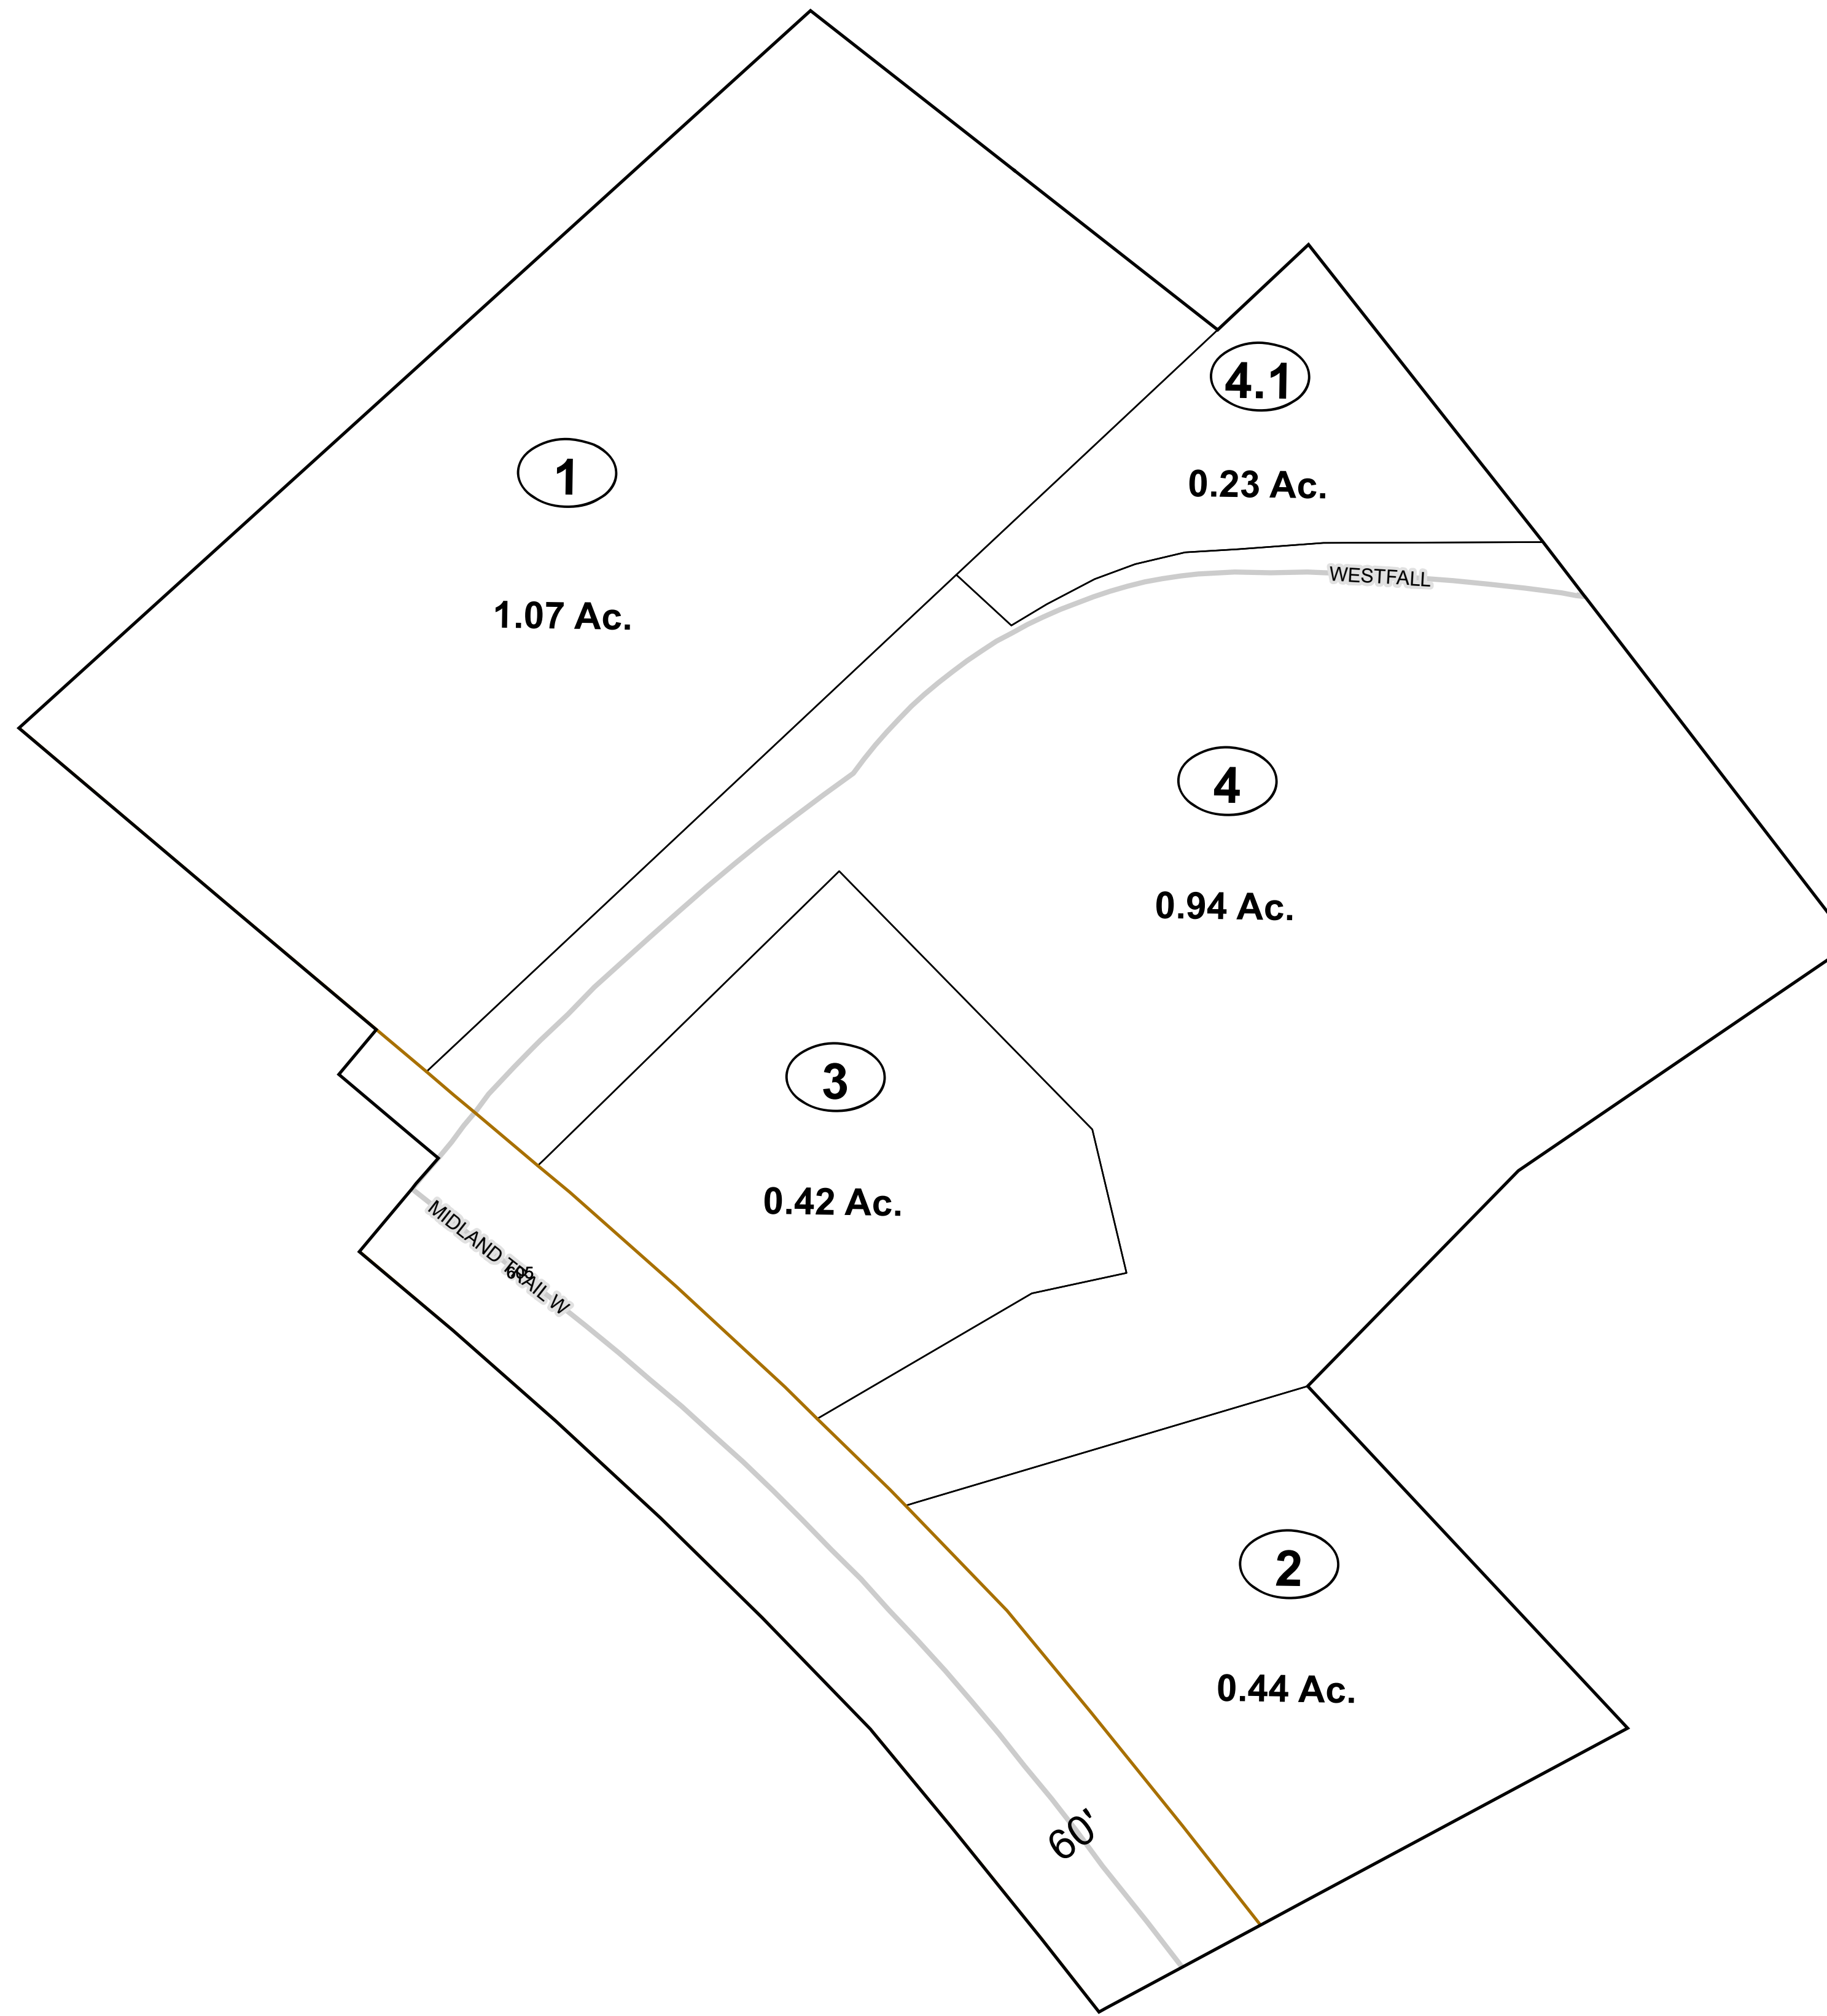 4.1
1
0.23 Ac.
WESTFALL
1.07 Ac.
4
0.94 Ac.
3
0.42 Ac.
MIDLAND TRAIL W
2
0.44 Ac.
60'